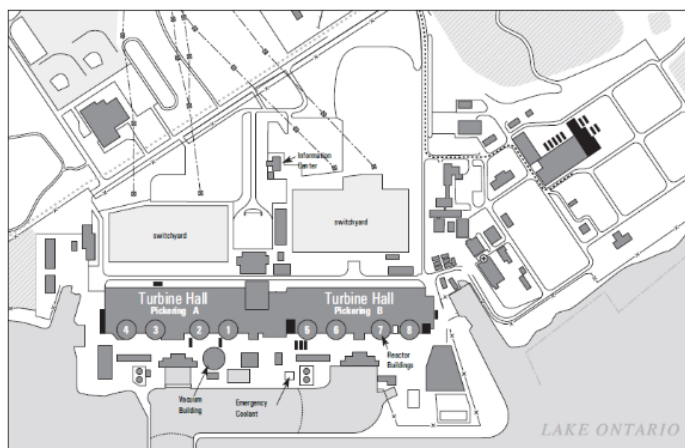 Information
Center
switchyard
switchyard
Turbine Hall
Pickering A
Turbine Hall
Pickering B
4
3
2
1
5
6
7
8
Reactor
Buildings
Vacuum
Building
Emergency
Coolant
LAKE ONTARIO